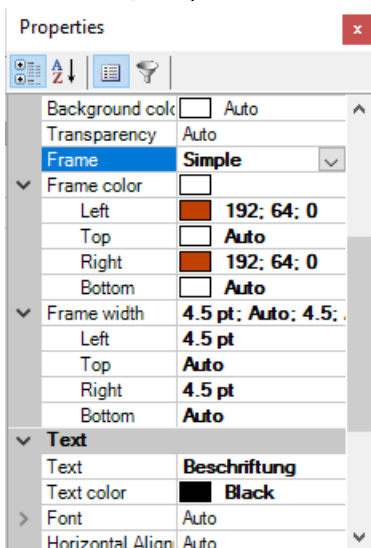 Properties
x
A
Z
Background colo Auto
Transparency Auto
Frame Simple
Frame color
Left 192; 64; 0
Top Auto
Right 192; 64; 0
Bottom Auto
Frame width 4.5 pt; Auto; 4.5;
Left 4.5 pt
Top Auto
Right 4.5 pt
Bottom Auto
Text
Text Beschriftung
Text color Black
Font Auto
Horizontal Align Auto